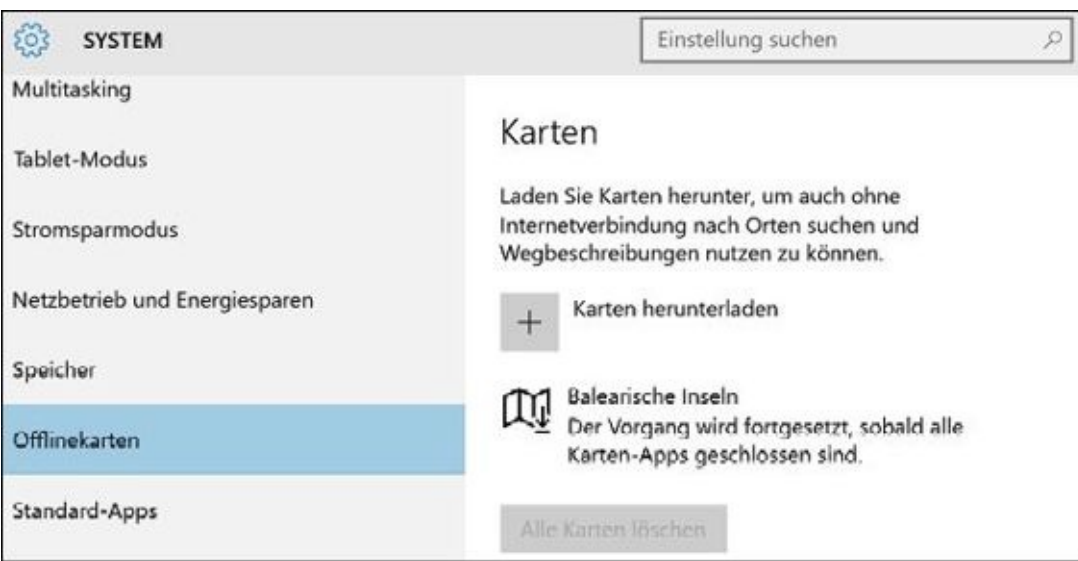 SYSTEM
Einstellung suchen
Multitasking
Tablet-Modus
Stromsparmodus
Netzbetrieb und Energiesparen
Speicher
Offlinekarten
Standard-Apps
Karten
Laden Sie Karten herunter, um auch ohne
Internetverbindung nach Orten suchen und
Wegbeschreibungen nutzen zu können.
Karten herunterladen
Balearische Inseln
Der Vorgang wird fortgesetzt, sobald alle
Karten-Apps geschlossen sind.
Alle Karten löschen